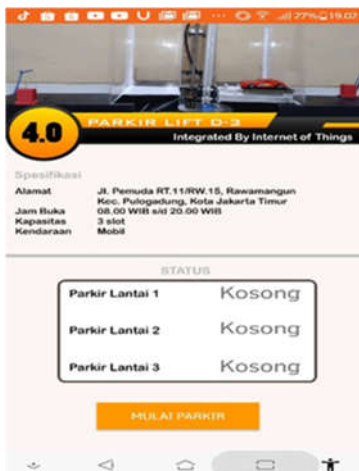 27% 19.02
4.0
PARKIR LIFT D-3
Integrated By Internet of Things
Spesifikasi
Alamat Jl. Pemuda RT.11/RW.15, Rawamangun
Kec. Pulogadung, Kota Jakarta Timur
Jam Buka 08.00 WIB s/d 20.00 WIB
Kapasitas 3 slot
Kendaraan Mobil
STATUS
Parkir Lantai 1 Kosong
Parkir Lantai 2 Kosong
Parkir Lantai 3 Kosong
MULAI PARKIR